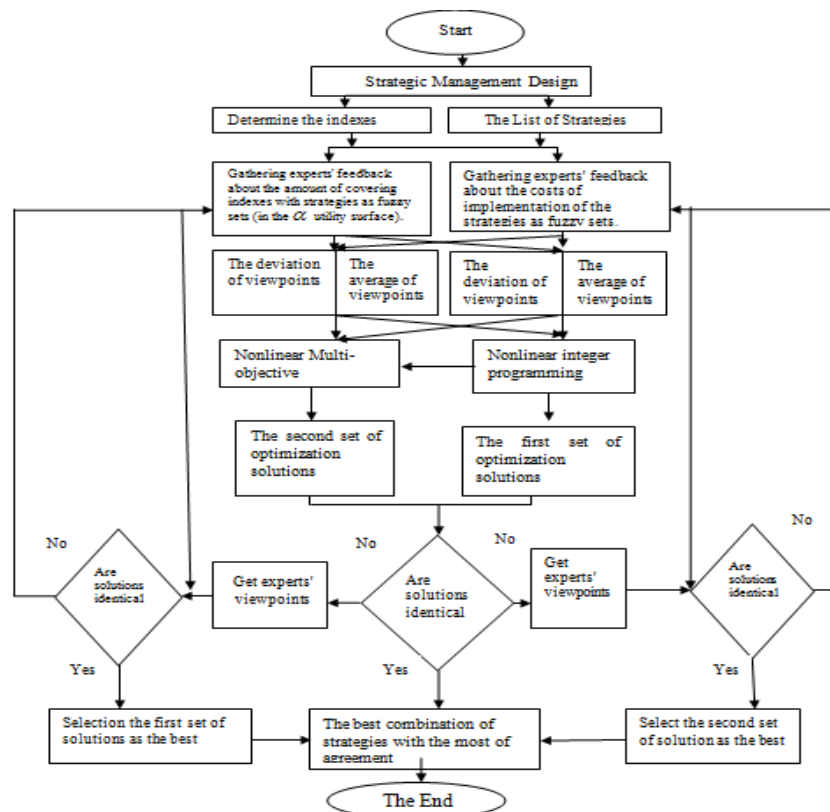 Start
Strategic Management Design
Determine the indexes
The List of Strategies
Gathering experts' feedback
about the amount of covering
indexes with strategies as fuzzy
sets (in the α utility surface).
Gathering experts' feedback
about the costs of
implementation of the
strategies as fuzzy sets.
The deviation
of viewpoints
The
average of
viewpoints
The
deviation of
viewpoints
The
average of
viewpoints
Nonlinear Multi-
objective
Nonlinear integer
programming
The second set of
optimization
solutions
The first set of
optimization
solutions
No
Are
solutions
identical
Yes
Get experts'
viewpoints
No
No
Are
solutions
identical
Yes
Get
experts'
viewpoints
No
Are
solutions
identical
Yes
Selection the first set of
solutions as the best
The best combination of
strategies with the most of
agreement
Select the second set
of solution as the best
The End